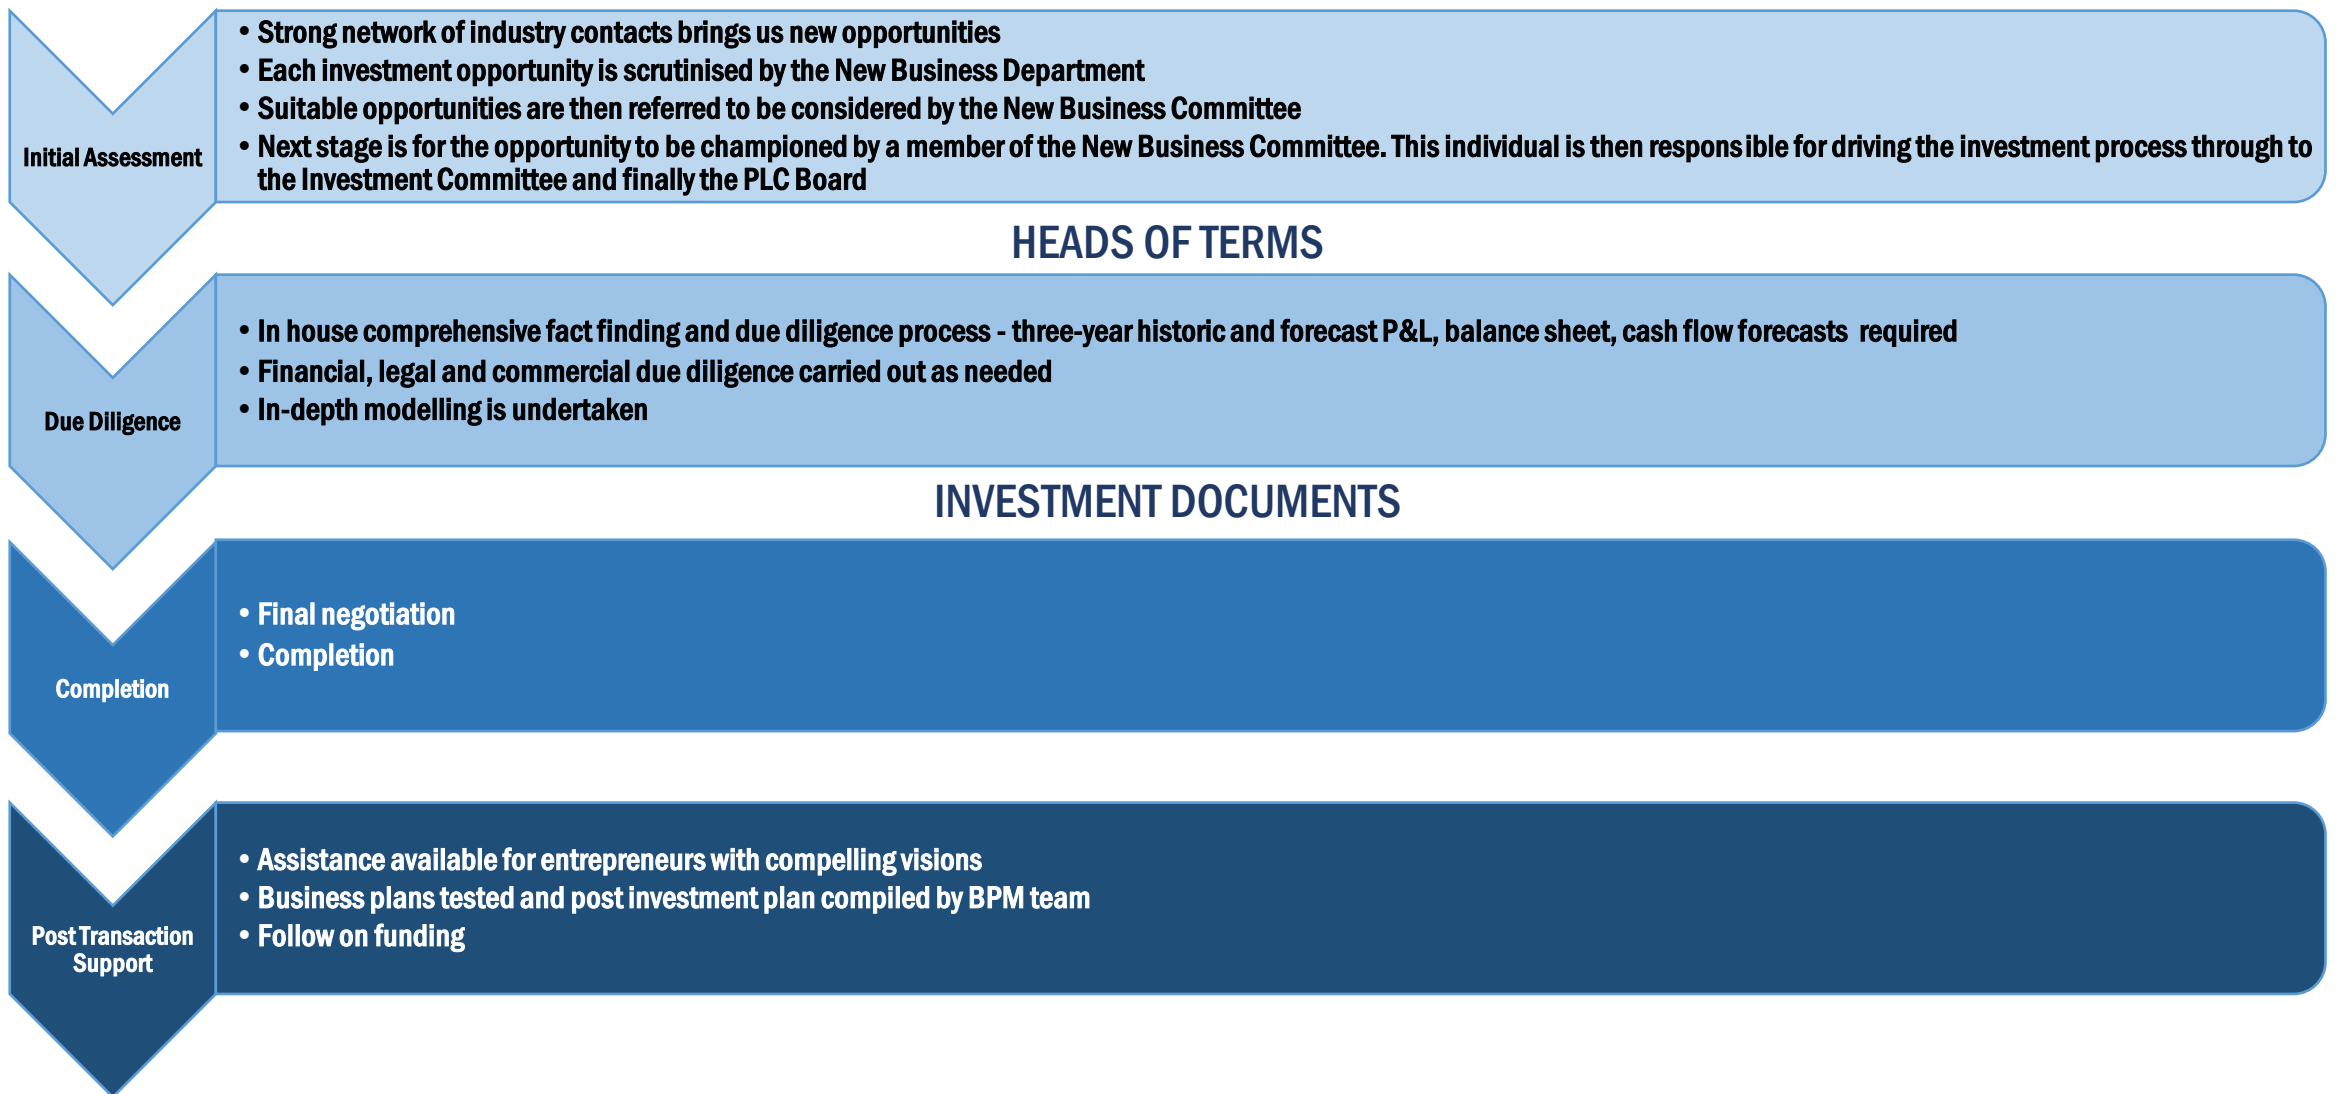 • Strong network of industry contacts brings us new opportunities
• Each investment opportunity is scrutinised by the New Business Department
• Suitable opportunities are then referred to be considered by the New Business Committee
Initial Assessment
• Next stage is for the opportunity to be championed by a member of the New Business Committee. This individual is then responsible for driving the investment process through to
the Investment Committee and finally the PLC Board
HEADS OF TERMS
• In house comprehensive fact finding and due diligence process - three-year historic and forecast P&L, balance sheet, cash flow forecasts  required
• Financial, legal and commercial due diligence carried out as needed
• In-depth modelling is undertaken
Due Diligence
INVESTMENT DOCUMENTS
• Final negotiation
• Completion
Completion
• Assistance available for entrepreneurs with compelling visions
• Business plans tested and post investment plan compiled by BPM team
• Follow on funding
Post Transaction
Support